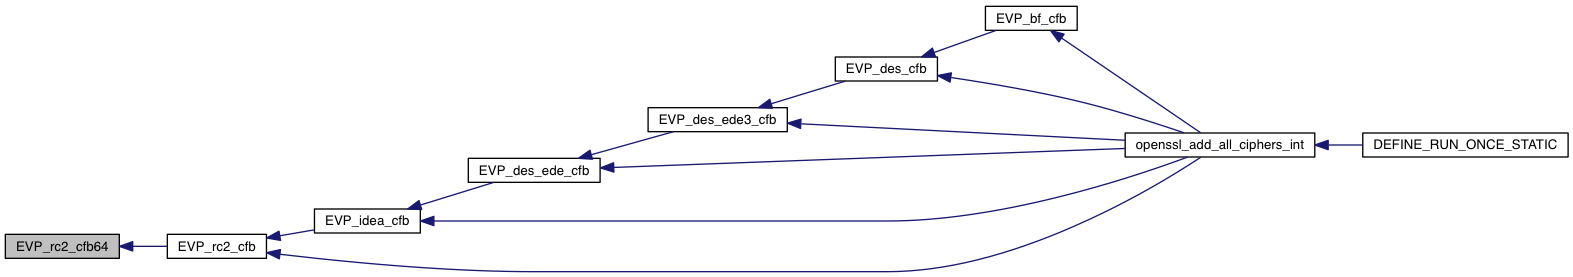 EVP_bf_cfb
EVP_des_cfb
EVP_des_ede3_cfb
openssl_add_all_ciphers_int
DEFINE_RUN_ONCE_STATIC
EVP_des_ede_cfb
EVP_idea_cfb
EVP_rc2_cfb64
EVP_rc2_cfb